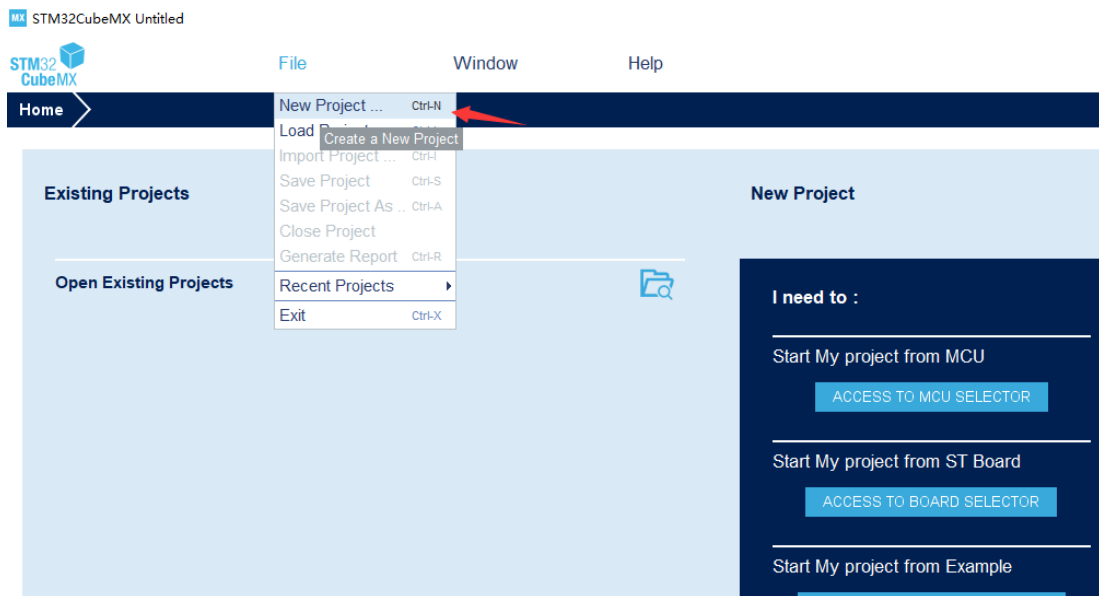 MX STM32CubeMX Untitled
STM32
CubeMX
File Window Help
Home
New Project ... Ctrl-N
Load
Create a New Project
Import Project ... Ctrl-I
Save Project Ctrl-S
Save Project As .. Ctrl-A
Close Project
Generate Report Ctrl-R
Recent Projects
Exit Ctrl-X
Existing Projects
Open Existing Projects
New Project
I need to :
Start My project from MCU
ACCESS TO MCU SELECTOR
Start My project from ST Board
ACCESS TO BOARD SELECTOR
Start My project from Example